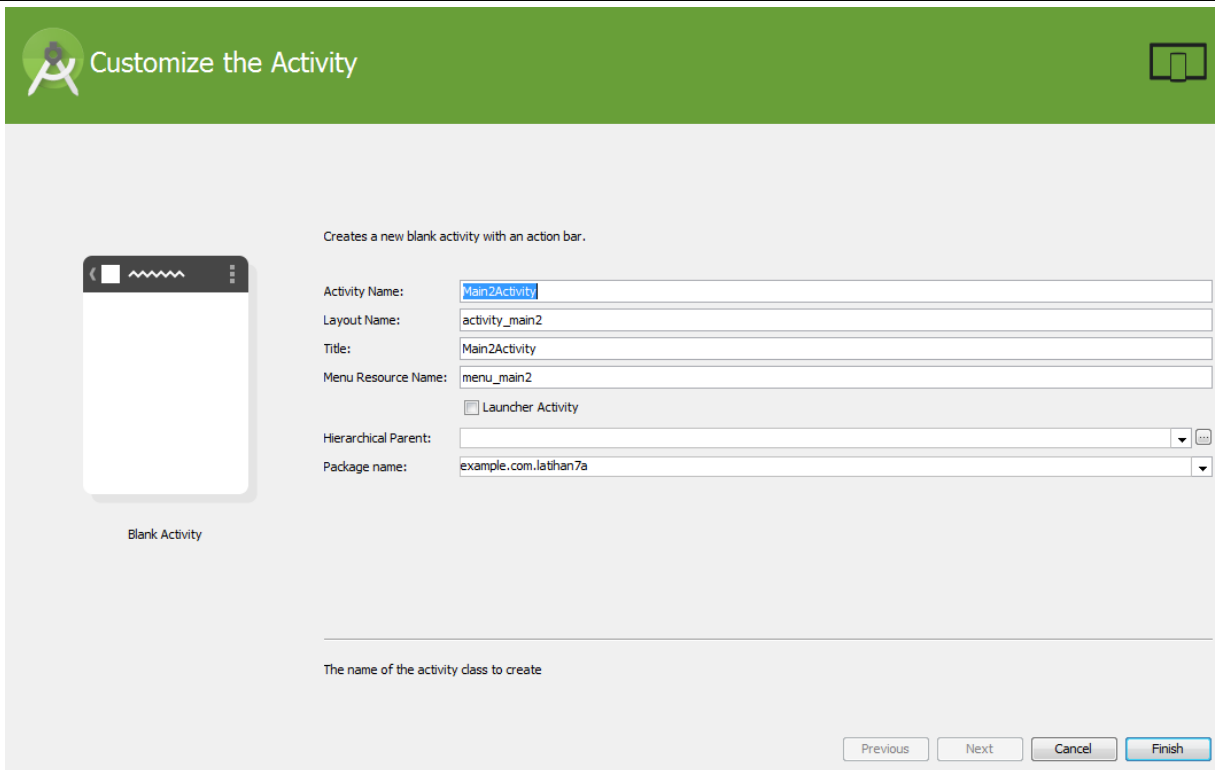 Customize the Activity
Creates a new blank activity with an action bar.
Activity Name: Main2Activity
Layout Name: activity_main2
Title: Main2Activity
Menu Resource Name: menu_main2
Launcher Activity
Hierarchical Parent:
Package name: example.com.latihan7a
Blank Activity
The name of the activity class to create
Previous Next Cancel Finish